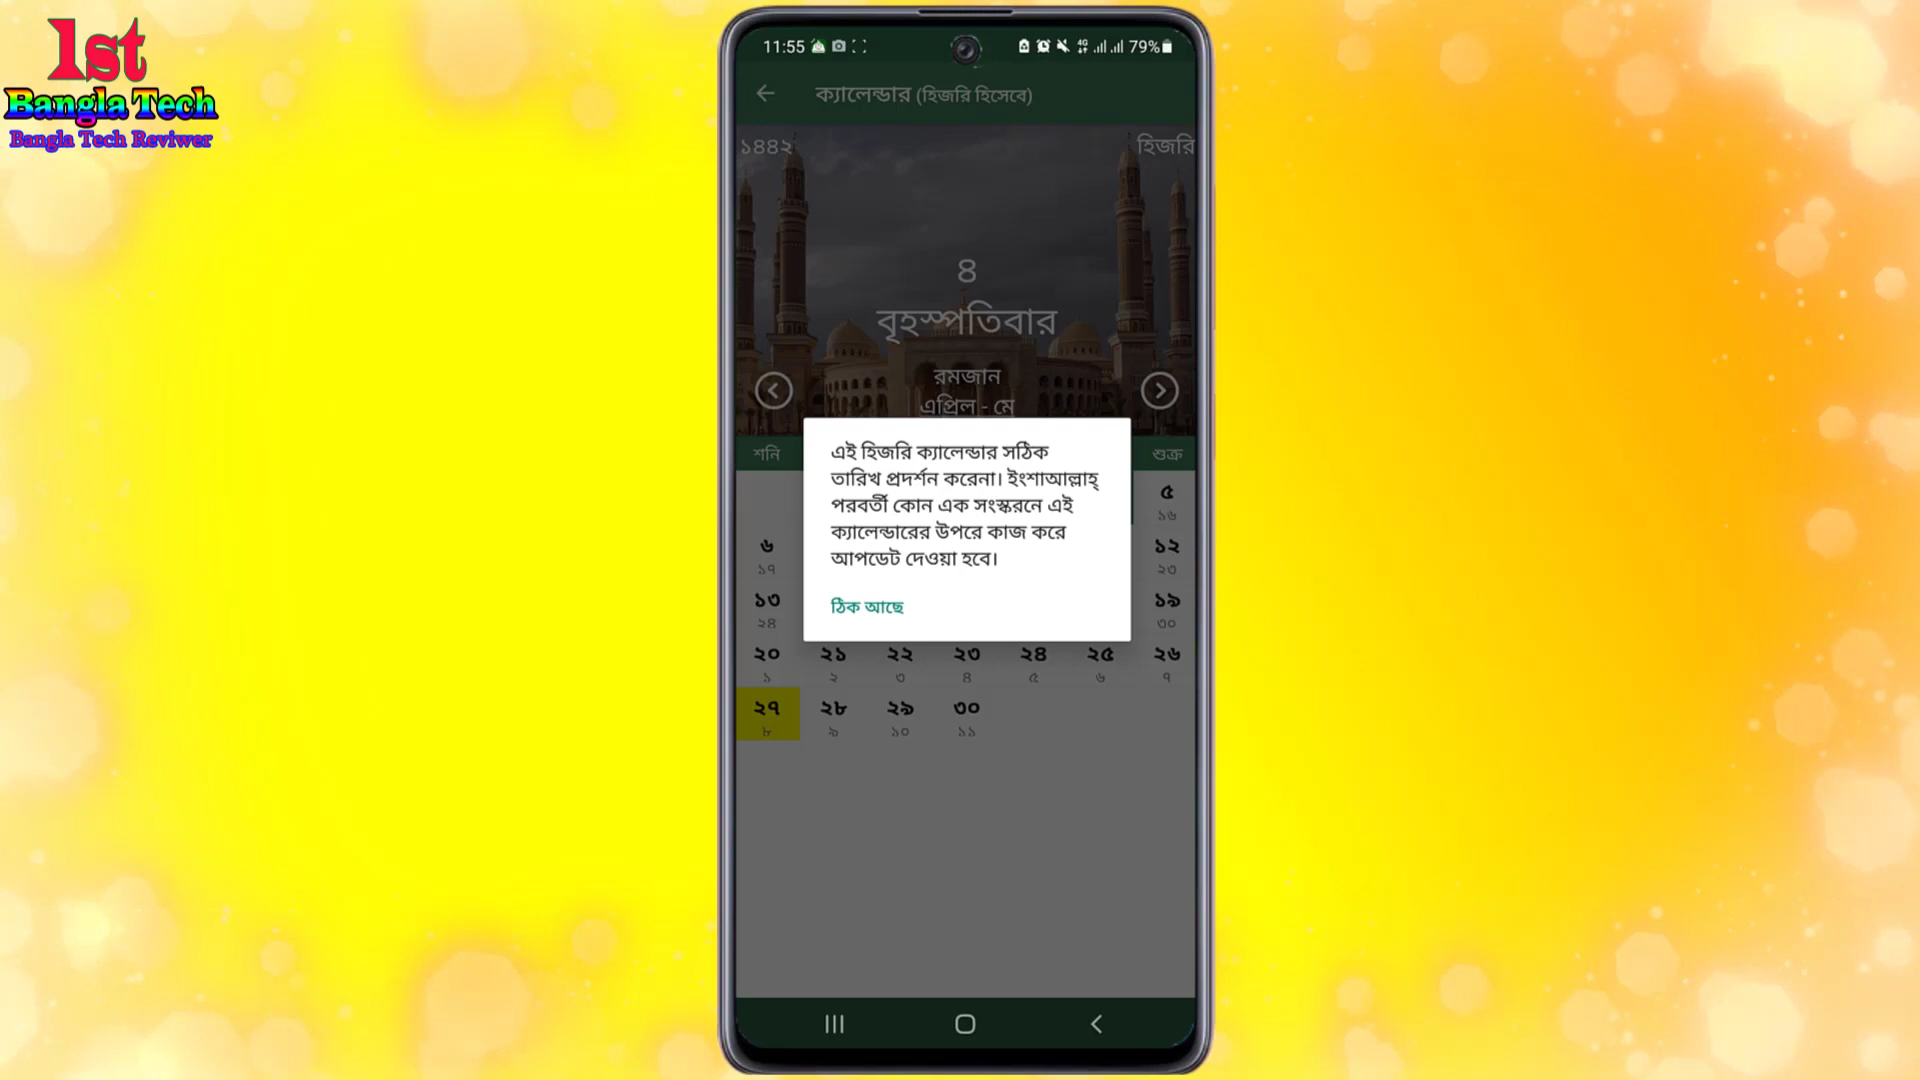 1st
Bangla Tech
Bangla Tech Reviwer
11:55 4G 79%
ক্যালেন্ডার (হিজরি হিসেবে)
১৪৪২ হিজরি
৪
বৃহস্পতিবার
রমজান
এপ্রিল - মে
শনি শুক্র
এই হিজরি ক্যালেন্ডার সঠিক
তারিখ প্রদর্শন করেনা। ইংশাআল্লাহ্
পরবর্তী কোন এক সংস্করনে এই
ক্যালেন্ডারের উপরে কাজ করে
আপডেট দেওয়া হবে।
ঠিক আছে
৫
১৬
৬ ১২
১৭ ২৩
১৩ ১৯
২৪ ৩০
২০ ২১ ২২ ২৩ ২৪ ২৫ ২৬
১ ২ ৩ ৪ ৫ ৬ ৭
২৭ ২৮ ২৯ ৩০
৮ ৯ ১০ ১১